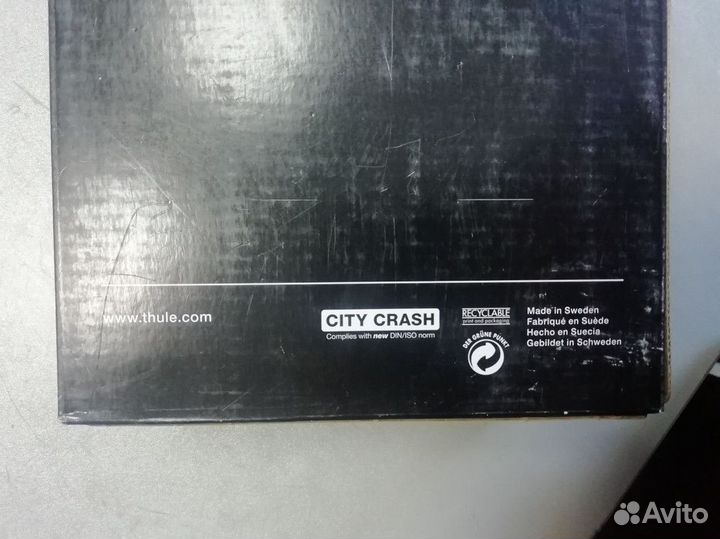 www.thule.com
CITY CRASH
Complies with new DIN/ISO norm
RECYCLABLE
print and packaging
DER GRÜNE PUNKT
Made in Sweden
Fabriqué en Suède
Hecho en Suecia
Gebildet in Schweden
Avito